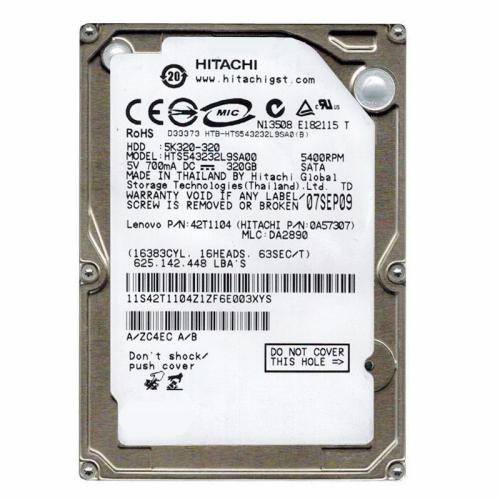 20
HITACHI
www.hitachigst.com
CE MIC N13508 E182115 T
RoHS D33373 HTB-HTS543232L9SA00(B)
HDD :5K320-320
MODEL:HTS543232L9SA00 5400RPM
5V 700mA DC 320GB SATA
MADE IN THAILAND BY Hitachi Global
Storage Technologies(Thailand).Ltd. TD
WARRANTY VOID IF ANY LABEL/
SCREW IS REMOVED OR BROKEN 07SEP09
Lenovo P/N:42T1104 (HITACHI P/N:0A57307)
MLC:DA2890
(16383CYL. 16HEADS. 63SEC/T)
625.142.448 LBA'S
11S42T1104Z1ZF6E003XYS
A/ZC4EC A/B
Don't shock/
push cover
DO NOT COVER
THIS HOLE =>